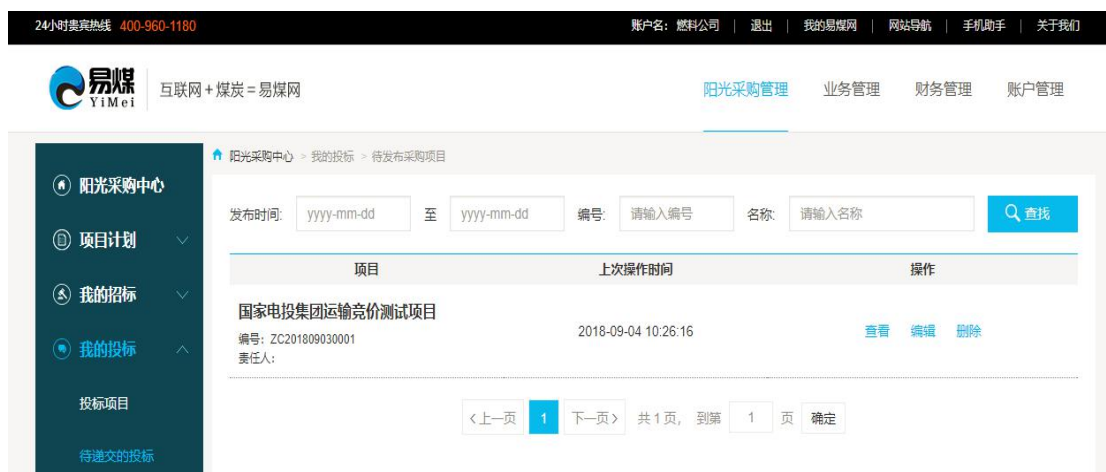 24小时贵宾热线 400-960-1180 账户名：燃料公司 | 退出 | 我的易煤网 | 网站导航 | 手机助手 | 关于我们
易煤 YiMei 互联网+煤炭=易煤网 阳光采购管理 业务管理 财务管理 账户管理
阳光采购中心 > 我的投标 > 待发布采购项目
阳光采购中心
项目计划
我的招标
我的投标
投标项目
待递交的投标
发布时间: yyyy-mm-dd 至 yyyy-mm-dd 编号: 请输入编号 名称: 请输入名称 查找
项目 上次操作时间 操作
国家电投集团运输竞价测试项目
编号：ZC201809030001
责任人：
2018-09-04 10:26:16 查看 编辑 删除
<上一页 1 下一页> 共1页, 到第 1 页 确定